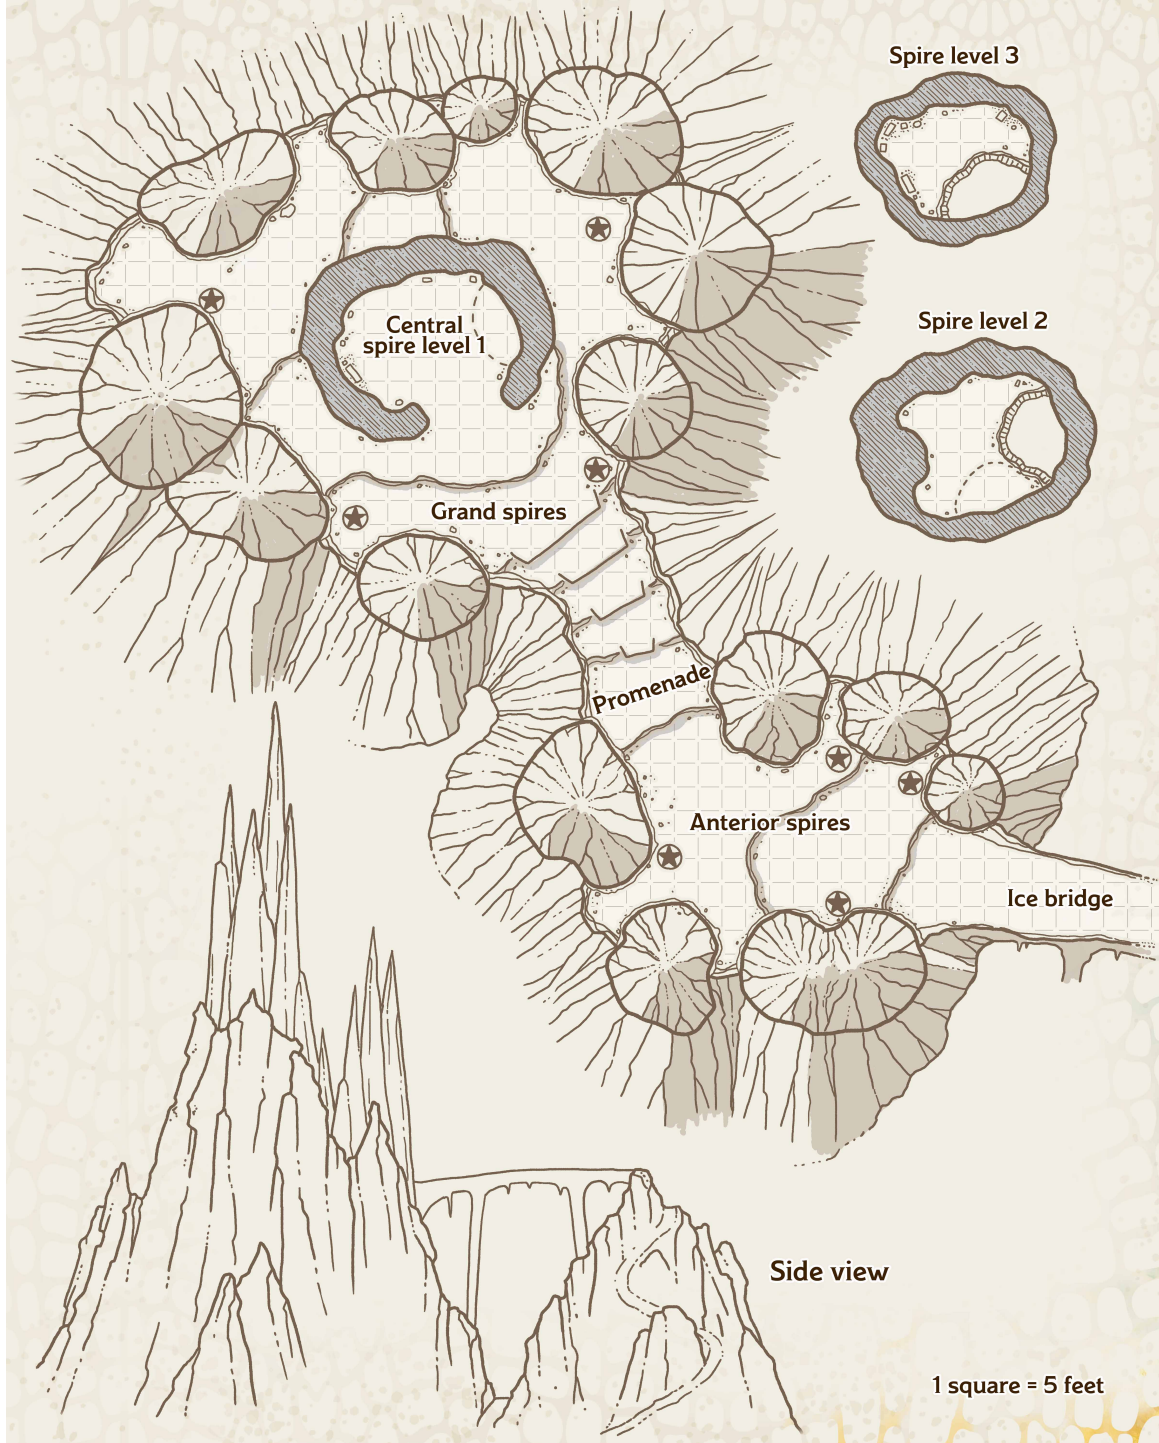 Spire level 3
Spire level 2
Central
spire level 1
Grand spires
Promenade
Anterior spires
Ice bridge
Side view
1 square = 5 feet